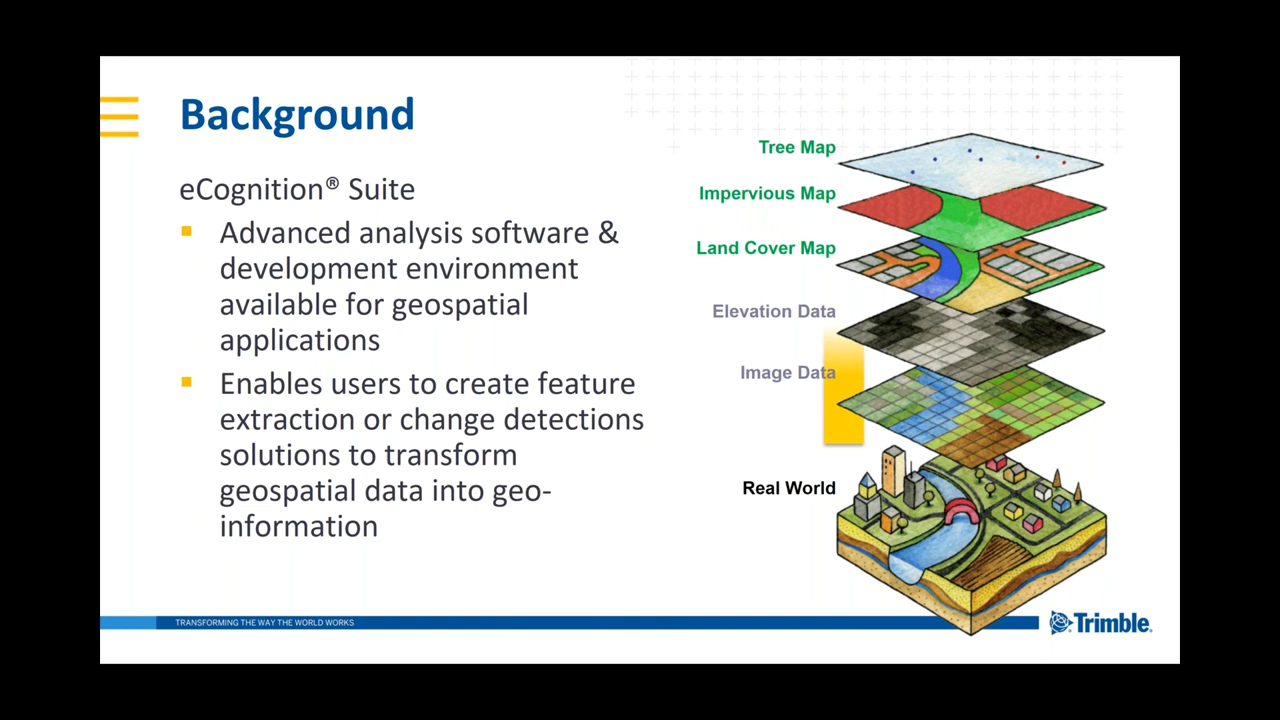 Background
eCognition® Suite
Advanced analysis software &
development environment
available for geospatial
applications
Enables users to create feature
extraction or change detections
solutions to transform
geospatial data into geo-
information
Tree Map
Impervious Map
Land Cover Map
Elevation Data
Image Data
Real World
TRANSFORMING THE WAY THE WORLD WORKS
Trimble